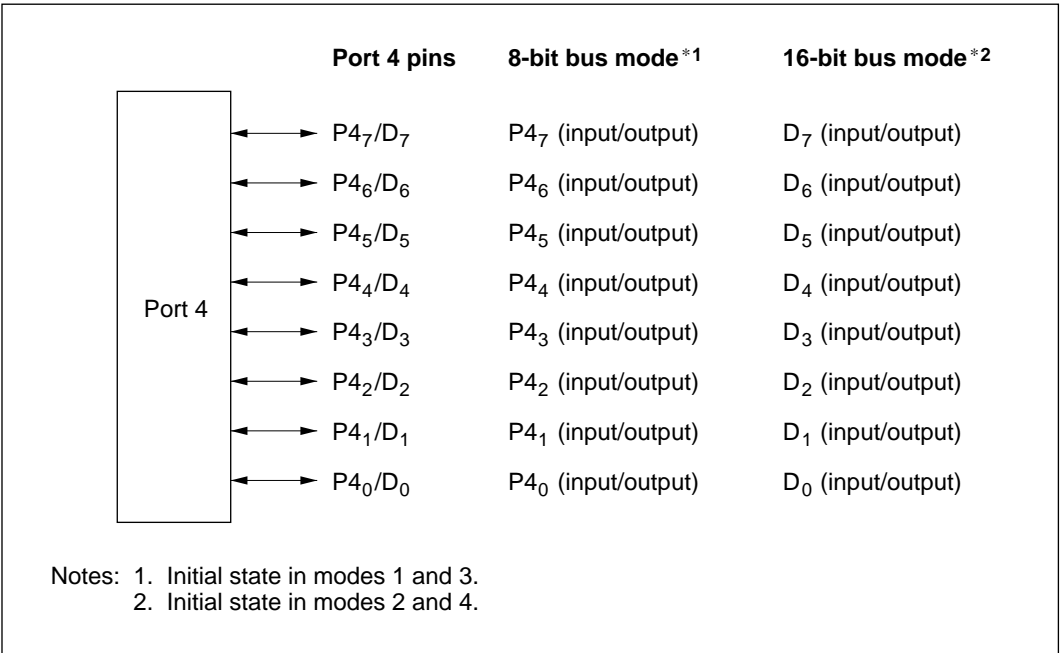 Port 4 pins 8-bit bus mode*1 16-bit bus mode*2
P4₇/D₇ P4₇ (input/output) D₇ (input/output)
P4₆/D₆ P4₆ (input/output) D₆ (input/output)
P4₅/D₅ P4₅ (input/output) D₅ (input/output)
P4₄/D₄ P4₄ (input/output) D₄ (input/output)
Port 4
P4₃/D₃ P4₃ (input/output) D₃ (input/output)
P4₂/D₂ P4₂ (input/output) D₂ (input/output)
P4₁/D₁ P4₁ (input/output) D₁ (input/output)
P4₀/D₀ P4₀ (input/output) D₀ (input/output)
Notes: 1. Initial state in modes 1 and 3.
2. Initial state in modes 2 and 4.